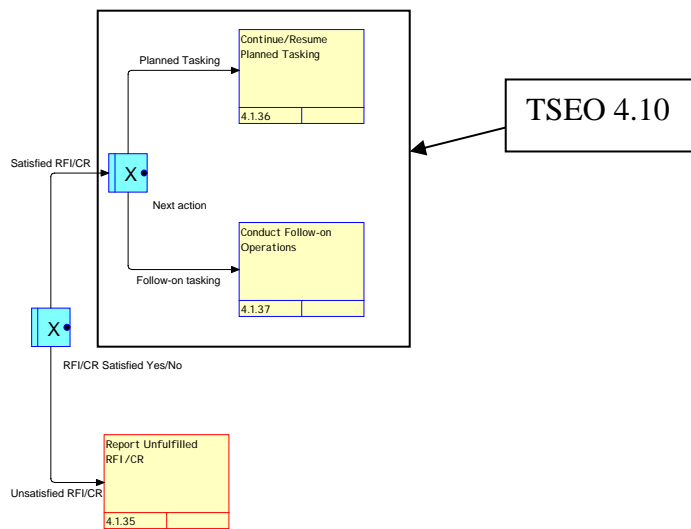 Continue/Resume
Planned Tasking
4.1.36
Planned Tasking
TSEO 4.10
Satisfied RFI/CR
X
Next action
Conduct Follow-on
Operations
4.1.37
Follow-on tasking
X
RFI/CR Satisfied Yes/No
Report Unfulfilled
RFI/CR
4.1.35
Unsatisfied RFI/CR